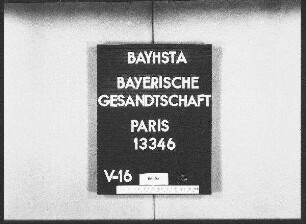 BAYHSTA
BAYERISCHE
GESANDTSCHAFT
PARIS
13346
V-16